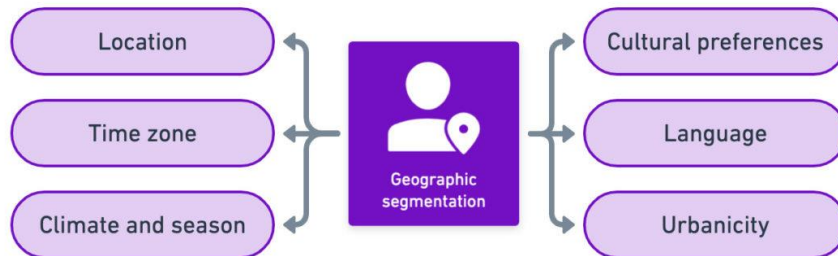 Location
Time zone
Climate and season
Geographic
segmentation
Cultural preferences
Language
Urbanicity